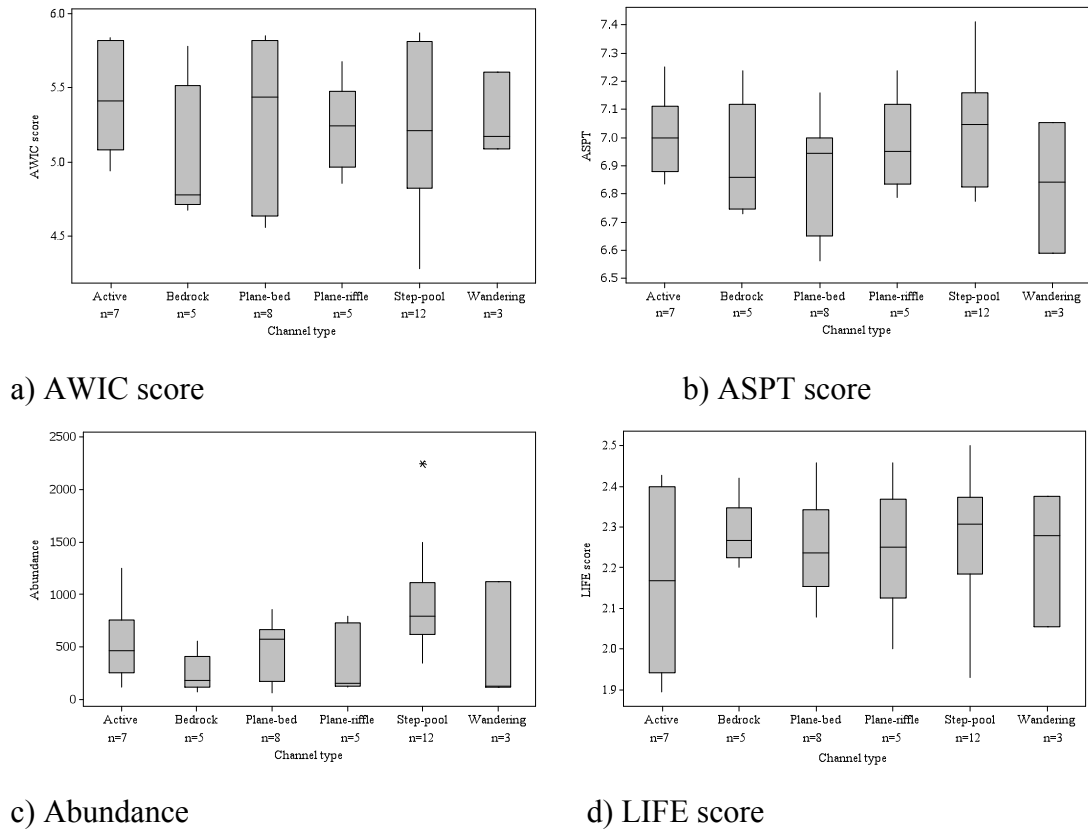 6.0
5.5
5.0
4.5
AWIC score
Active Bedrock Plane-bed Plane-riffle Step-pool Wandering
n=7 n=5 n=8 n=5 n=12 n=3
Channel type
7.4
7.3
7.2
7.1
7.0
6.9
6.8
6.7
6.6
6.5
ASPT
Active Bedrock Plane-bed Plane-riffle Step-pool Wandering
n=7 n=5 n=8 n=5 n=12 n=3
Channel type
a) AWIC score
b) ASPT score
2500
2000
1500
1000
500
0
Abundance
Active Bedrock Plane-bed Plane-riffle Step-pool Wandering
n=7 n=5 n=8 n=5 n=12 n=3
Channel type
2.5
2.4
2.3
2.2
2.1
2.0
1.9
LIFE score
Active Bedrock Plane-bed Plane-riffle Step-pool Wandering
n=7 n=5 n=8 n=5 n=12 n=3
Channel type
c) Abundance
d) LIFE score